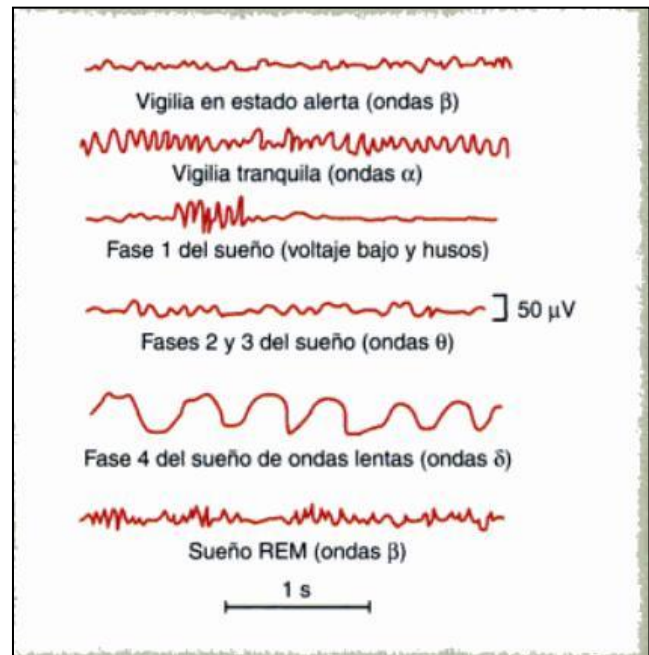 Vigilia en estado alerta (ondas β)
Vigilia tranquila (ondas α)
Fase 1 del sueño (voltaje bajo y husos)
50 μV
Fases 2 y 3 del sueño (ondas θ)
Fase 4 del sueño de ondas lentas (ondas δ)
Sueño REM (ondas β)
1 s